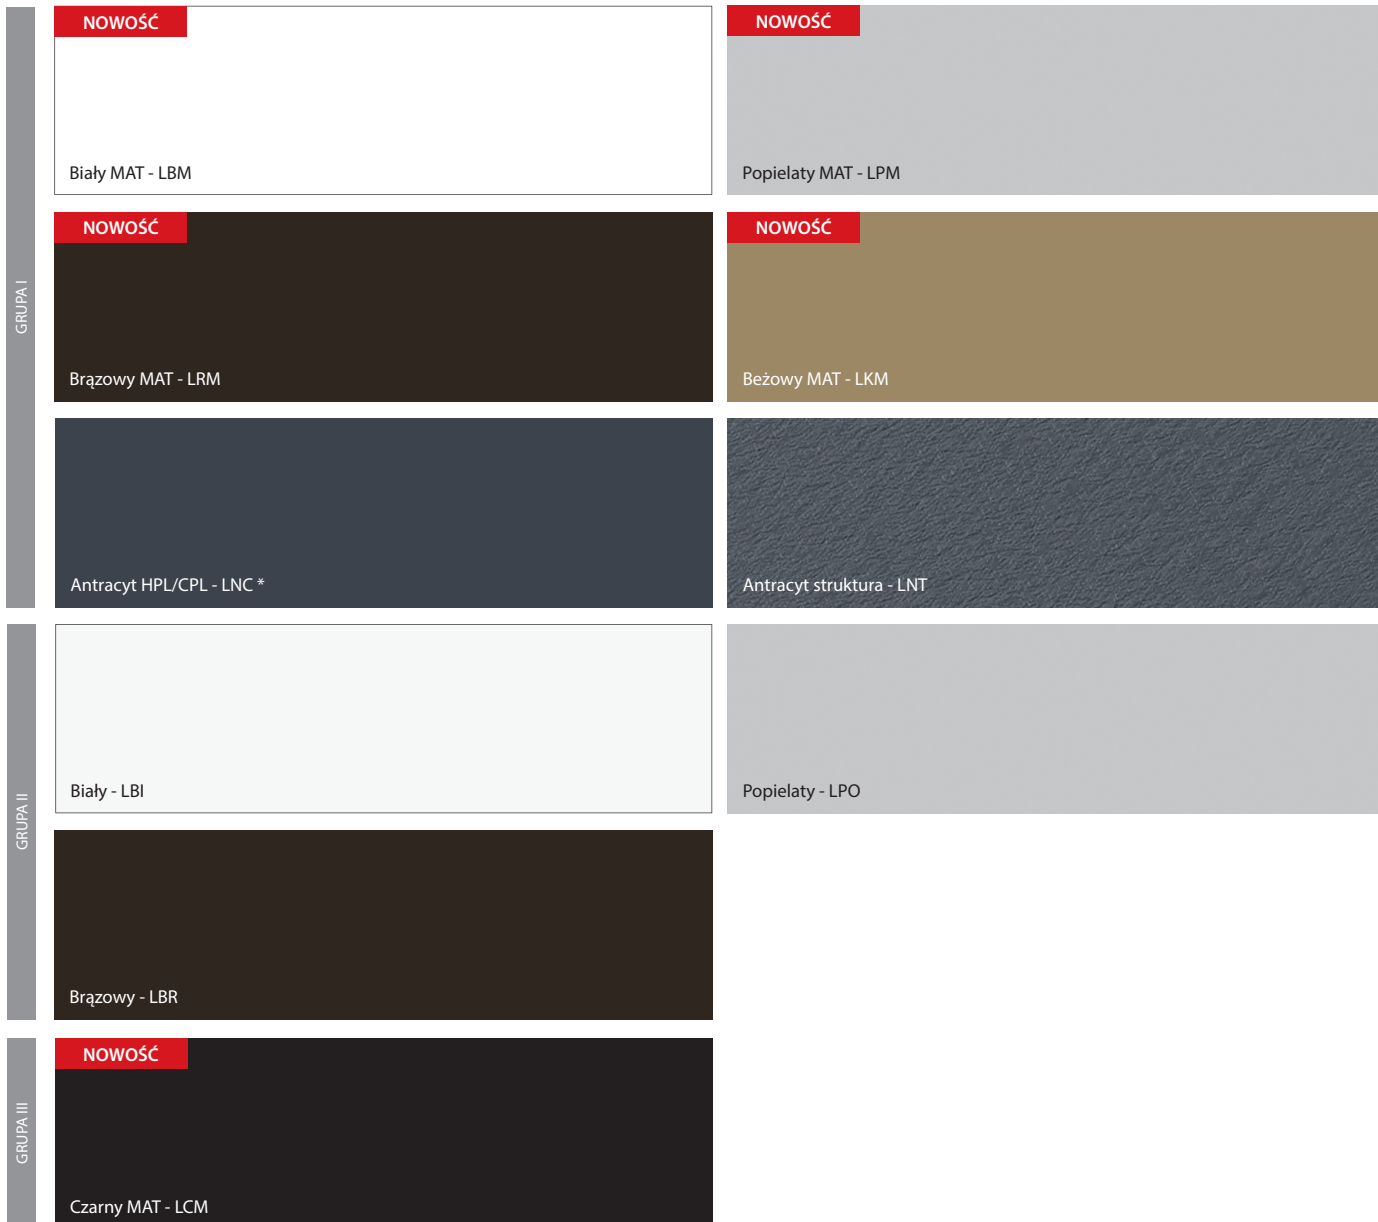 GRUPA I
NOWOŚĆ
Biały MAT - LBM
NOWOŚĆ
Popielaty MAT - LPM
NOWOŚĆ
Brązowy MAT - LRM
NOWOŚĆ
Beżowy MAT - LKM
Antracyt HPL/CPL - LNC *
Antracyt struktura - LNT
GRUPA II
Biały - LBI
Popielaty - LPO
Brązowy - LBR
GRUPA III
NOWOŚĆ
Czarny MAT - LCM